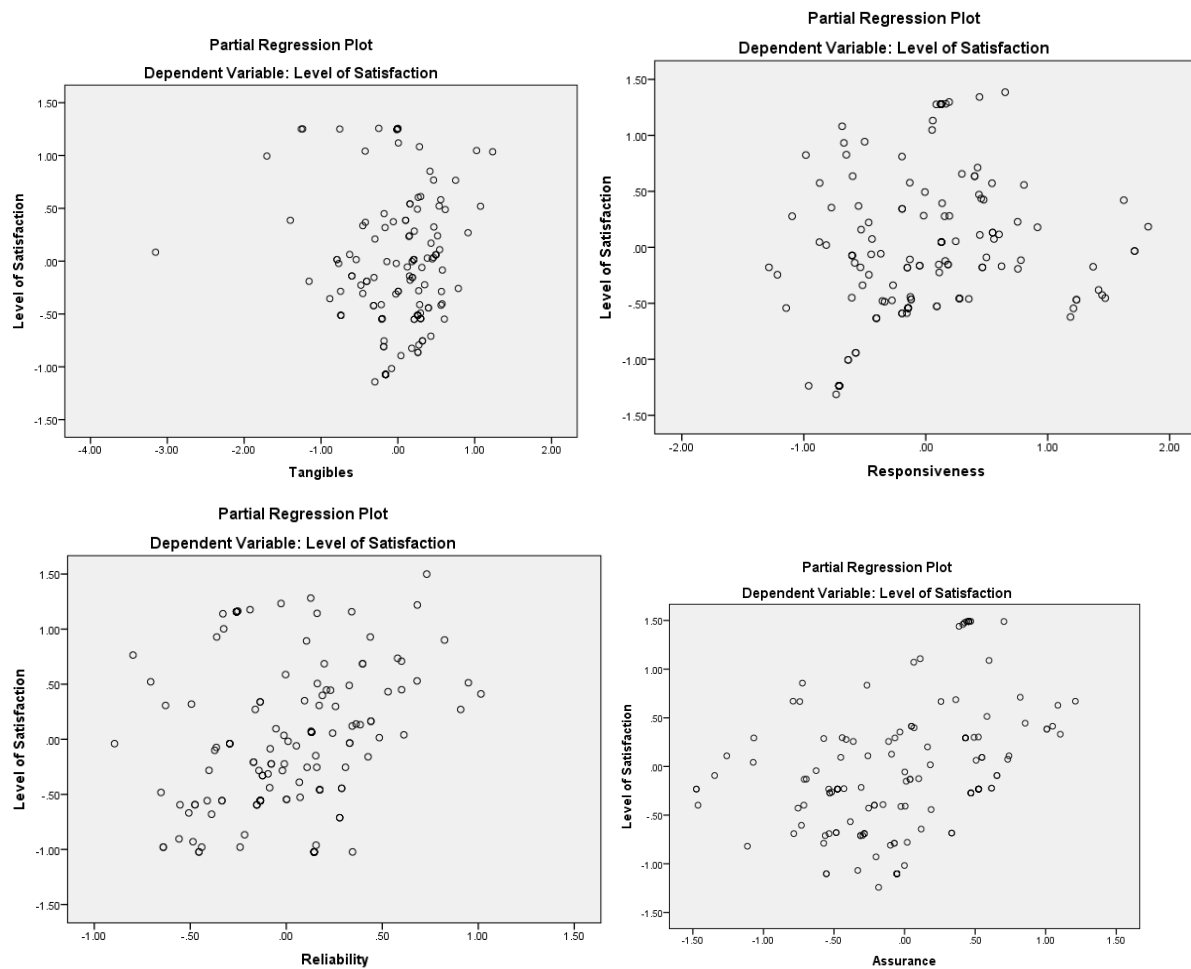 Partial Regression Plot
Dependent Variable: Level of Satisfaction
1.50
1.00
.50
.00
-.50
-1.00
-1.50
Level of Satisfaction
-4.00 -3.00 -2.00 -1.00 .00 1.00 2.00
Tangibles
Partial Regression Plot
Dependent Variable: Level of Satisfaction
1.50
1.00
.50
.00
-.50
-1.00
-1.50
Level of Satisfaction
-2.00 -1.00 .00 1.00 2.00
Responsiveness
Partial Regression Plot
Dependent Variable: Level of Satisfaction
1.50
1.00
.50
.00
-.50
-1.00
-1.50
Level of Satisfaction
-1.00 -.50 .00 .50 1.00 1.50
Reliability
Partial Regression Plot
Dependent Variable: Level of Satisfaction
1.50
1.00
.50
.00
-.50
-1.00
-1.50
Level of Satisfaction
-1.50 -1.00 -.50 .00 .50 1.00 1.50
Assurance